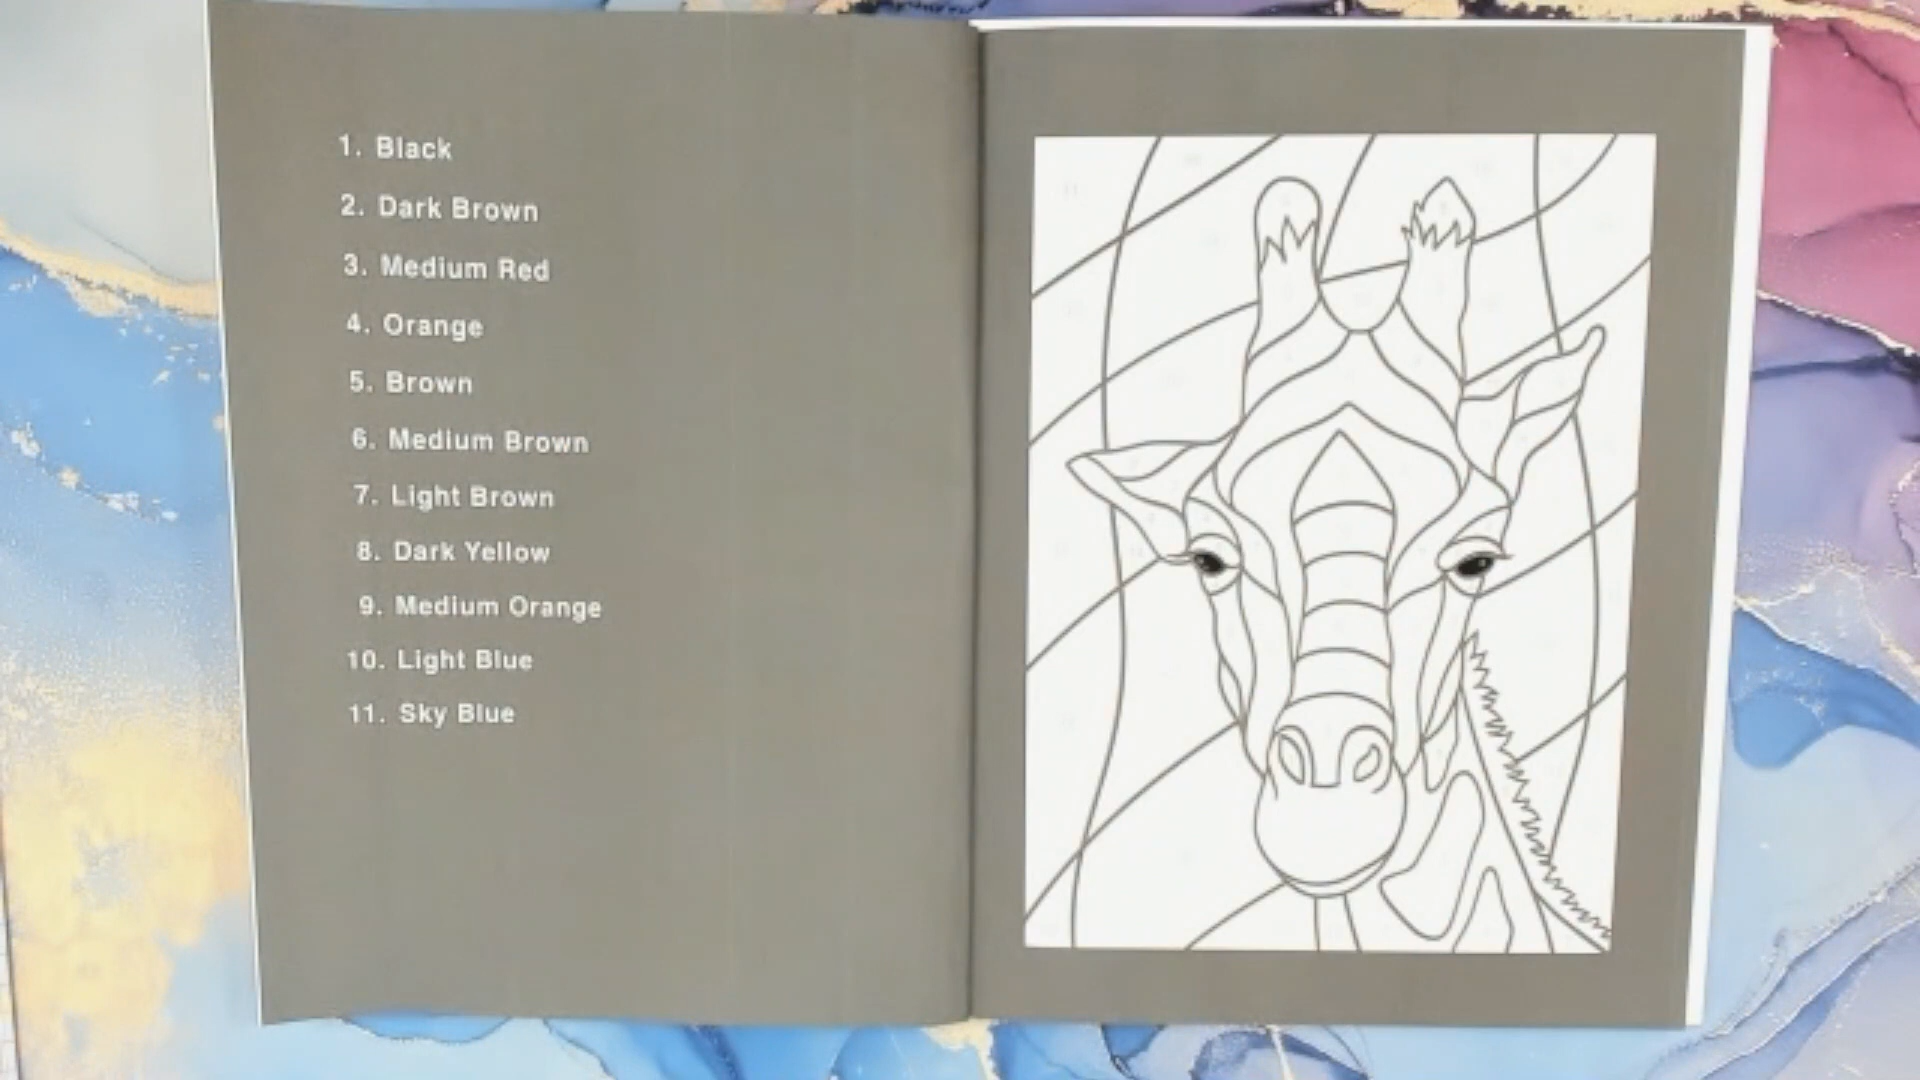 1. Black
2. Dark Brown
3. Medium Red
4. Orange
5. Brown
6. Medium Brown
7. Light Brown
8. Dark Yellow
9. Medium Orange
10. Light Blue
11. Sky Blue